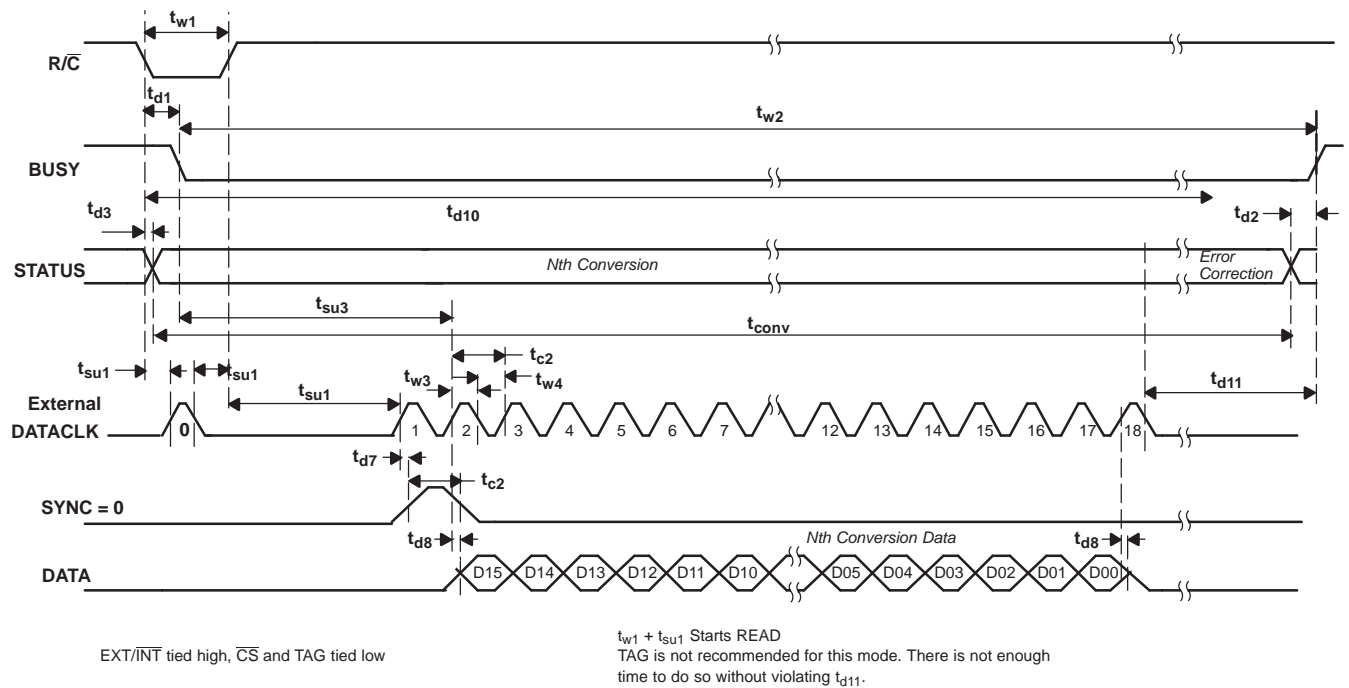 tw1
R/C
td1
tw2
BUSY
td3
td10
td2
STATUS
Nth Conversion
Error
Correction
tsu3
tconv
tc2
tsu1
tsu1
tw3
tw4
tsu1
td11
External
DATACLK
0 1 2 3 4 5 6 7 12 13 14 15 16 17 18
td7
tc2
SYNC = 0
td8
Nth Conversion Data
td8
DATA
D15 D14 D13 D12 D11 D10 D05 D04 D03 D02 D01 D00
EXT/INT tied high, CS and TAG tied low
tw1 + tsu1 Starts READ
TAG is not recommended for this mode. There is not enough
time to do so without violating td11.